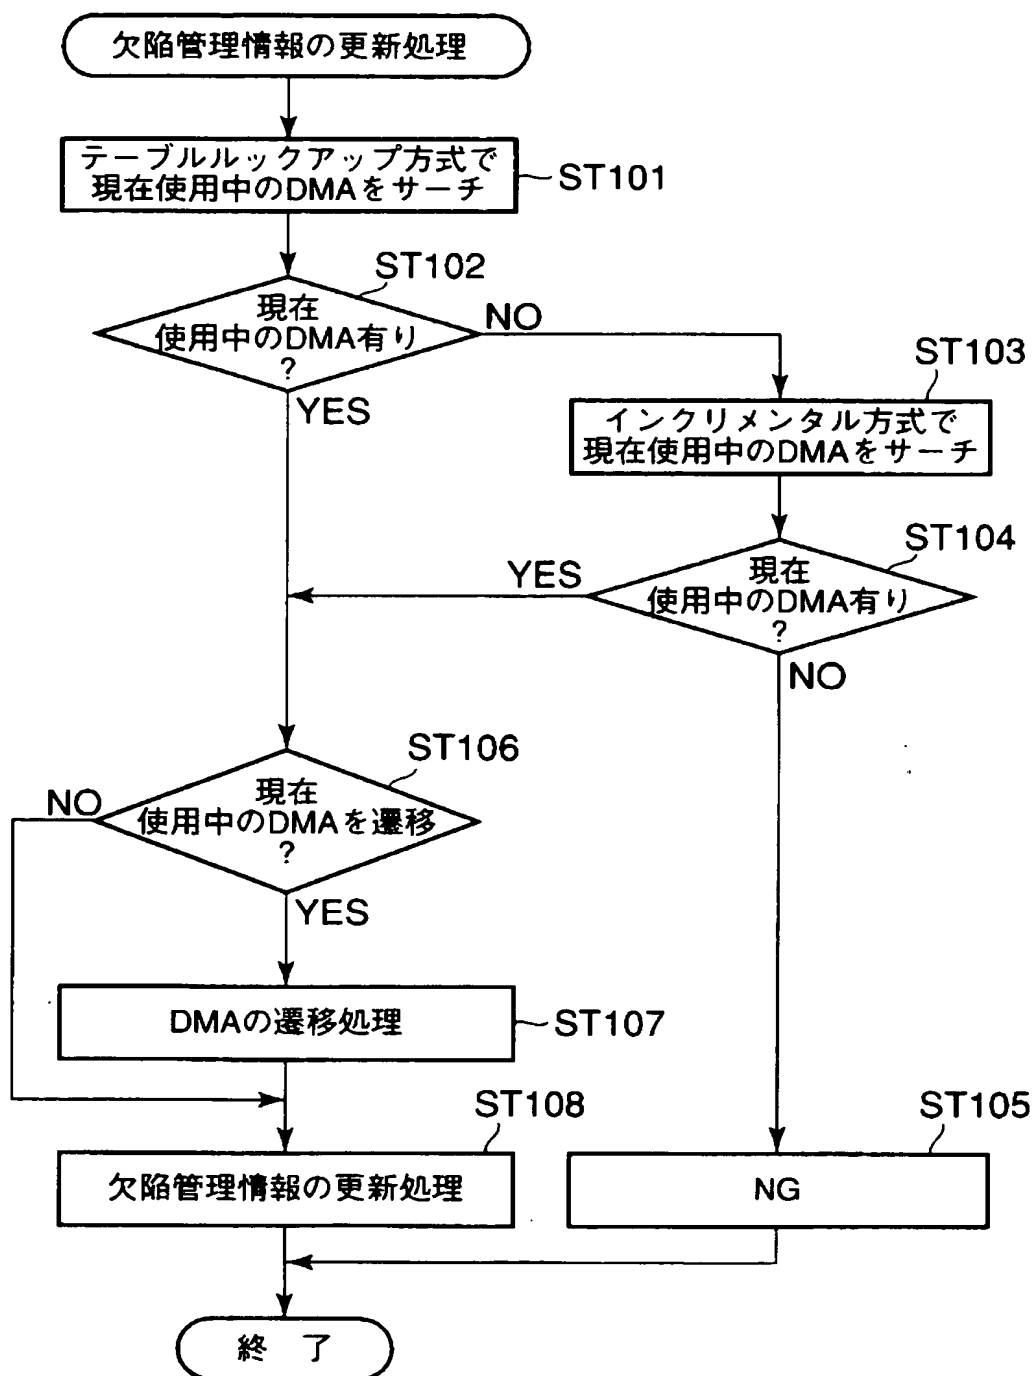 欠陥管理情報の更新処理
テーブルルックアップ方式で
現在使用中のDMAをサーチ
ST101
ST102
現在
使用中のDMA有り
?
NO
YES
ST103
インクリメンタル方式で
現在使用中のDMAをサーチ
ST104
現在
使用中のDMA有り
?
YES
NO
ST106
現在
使用中のDMAを遷移
?
NO
YES
DMAの遷移処理
ST107
ST108
欠陥管理情報の更新処理
ST105
NG
終 了